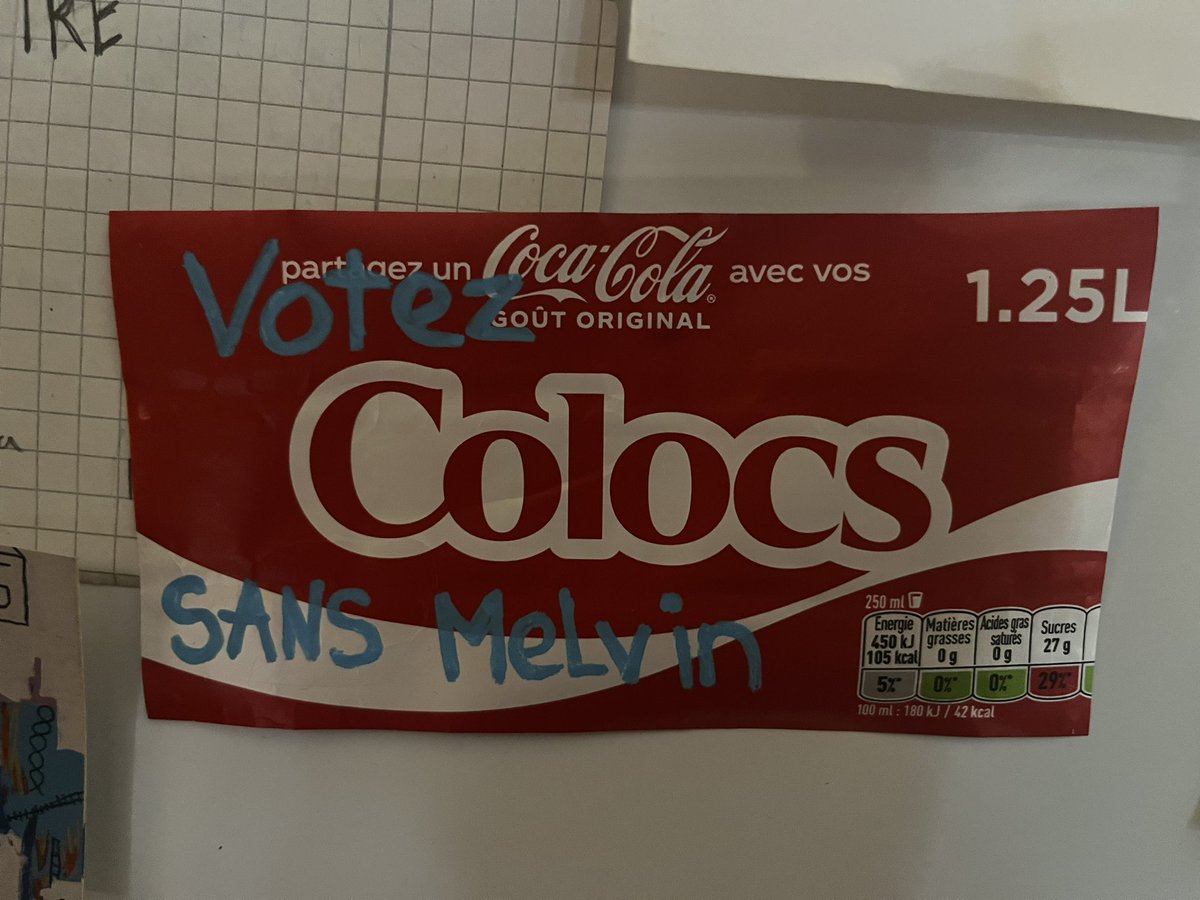 Votez
partagez un Coca-Cola avec vos
GOÛT ORIGINAL
1.25L
Colocs
SANS MeLvin
250 ml
Energie 450 kJ 105 kcal 5%*
Matières grasses 0 g 0%*
Acides gras saturés 0 g 0%*
Sucres 27 g 29%*
100 ml : 180 kJ / 42 kcal